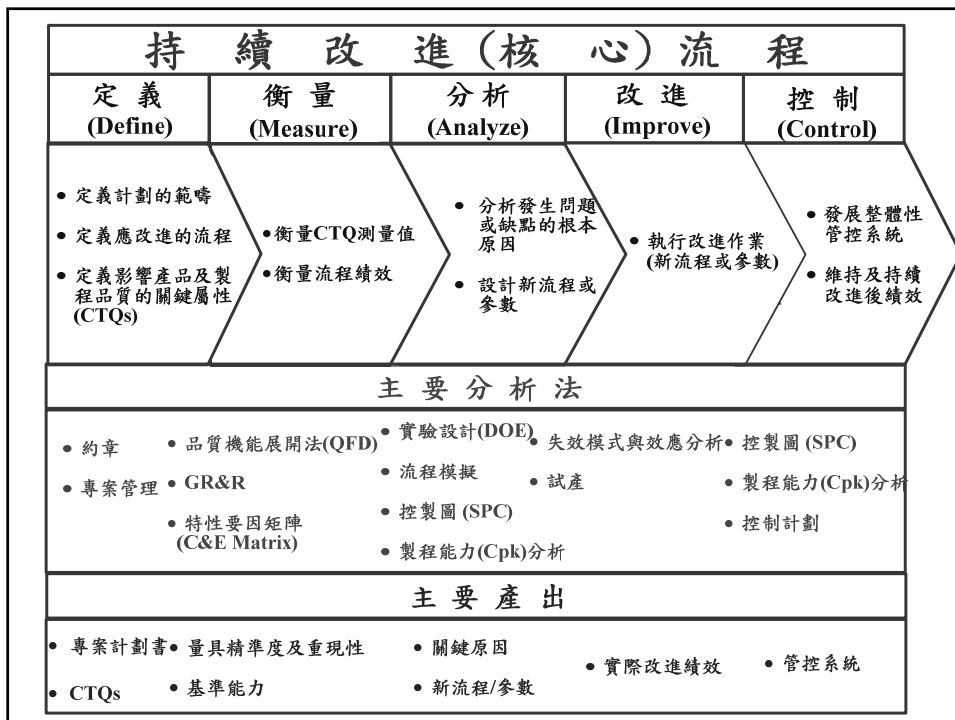 持續改進(核心)流程
定義
(Define)
衡量
(Measure)
分析
(Analyze)
改進
(Improve)
控制
(Control)
• 定義計劃的範疇
• 定義應改進的流程
• 定義影響產品及製
程品質的關鍵屬性
(CTQs)
• 衡量CTQ測量值
• 衡量流程績效
• 分析發生問題
或缺點的根本
原因
• 設計新流程或
參數
• 執行改進作業
(新流程或參數)
• 發展整體性
管控系統
• 維持及持續
改進後績效
主要分析法
• 約章
• 專案管理
• 品質機能展開法(QFD)
• GR&R
• 特性要因矩陣
(C&E Matrix)
• 實驗設計(DOE)
• 流程模擬
• 控製圖 (SPC)
• 製程能力(Cpk)分析
• 失效模式與效應分析
• 試產
• 控製圖 (SPC)
• 製程能力(Cpk)分析
• 控制計劃
主要產出
• 專案計劃書
• CTQs
• 量具精準度及重現性
• 基準能力
• 關鍵原因
• 新流程/參數
• 實際改進績效
• 管控系統